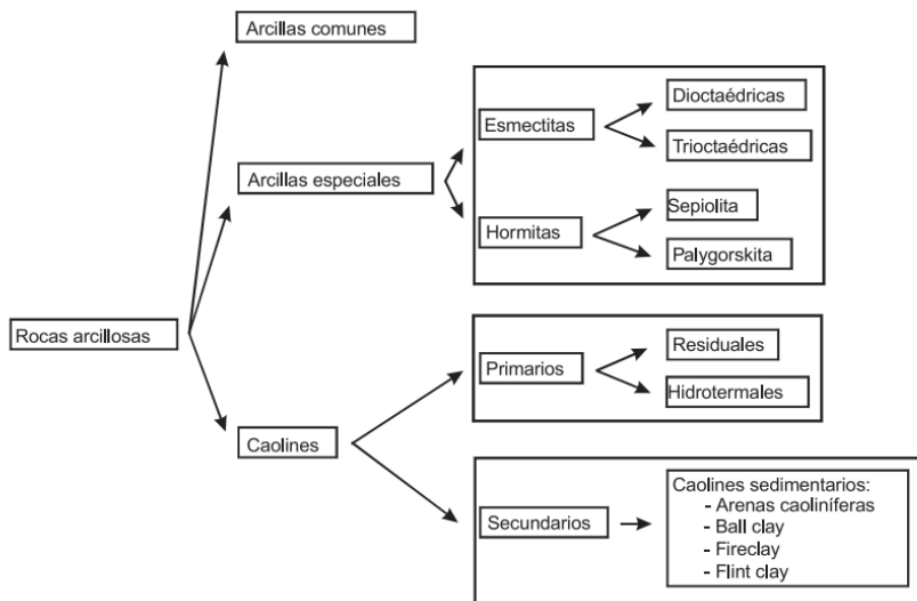 Arcillas comunes
Dioctaédricas
Esmectitas
Trioctaédricas
Arcillas especiales
Sepiolita
Hormitas
Palygorskita
Rocas arcillosas
Residuales
Primarios
Hidrotermales
Caolines
Caolines sedimentarios:
- Arenas caoliníferas
- Ball clay
- Fireclay
- Flint clay
Secundarios